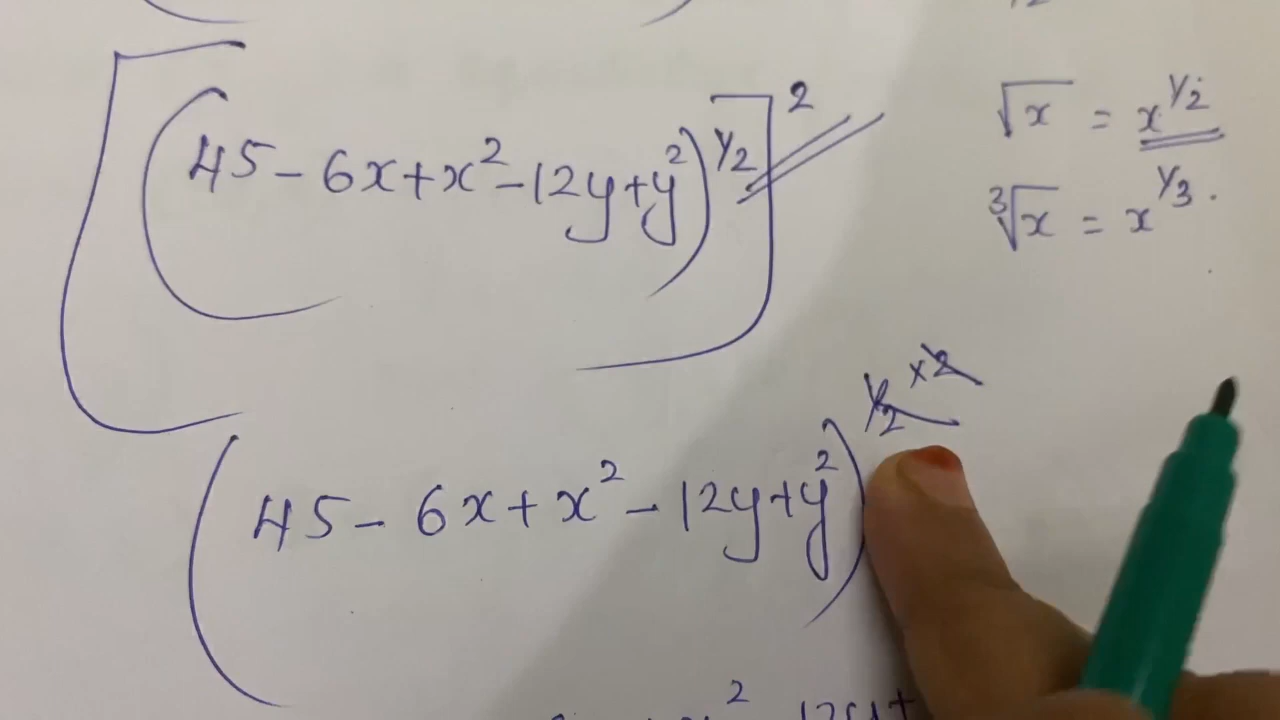 [(45 - 6x + x² - 12y + y²)^1/2]²
√x = x^1/2
³√x = x^1/3.
(45 - 6x + x² - 12y + y²)^1/2 × 2